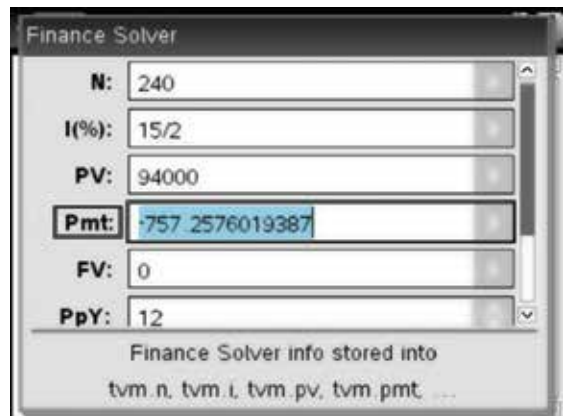 Finance Solver
N: 240
I(%): 15/2
PV: 94000
Pmt: -757.2576019387
FV: 0
PpY: 12
Finance Solver info stored into
tvm.n, tvm.i, tvm.pv, tvm.pmt, ...